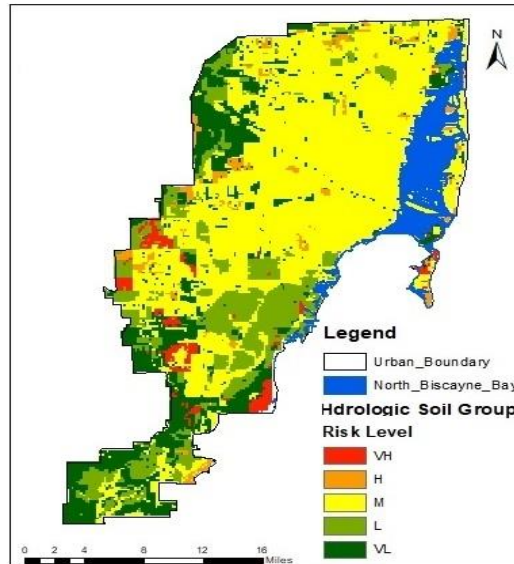 N
Legend
Urban_Boundary
North_Biscayne_Bay
Hdrologic Soil Group
Risk Level
VH
H
M
L
VL
0 2 4 8 12 16
Miles